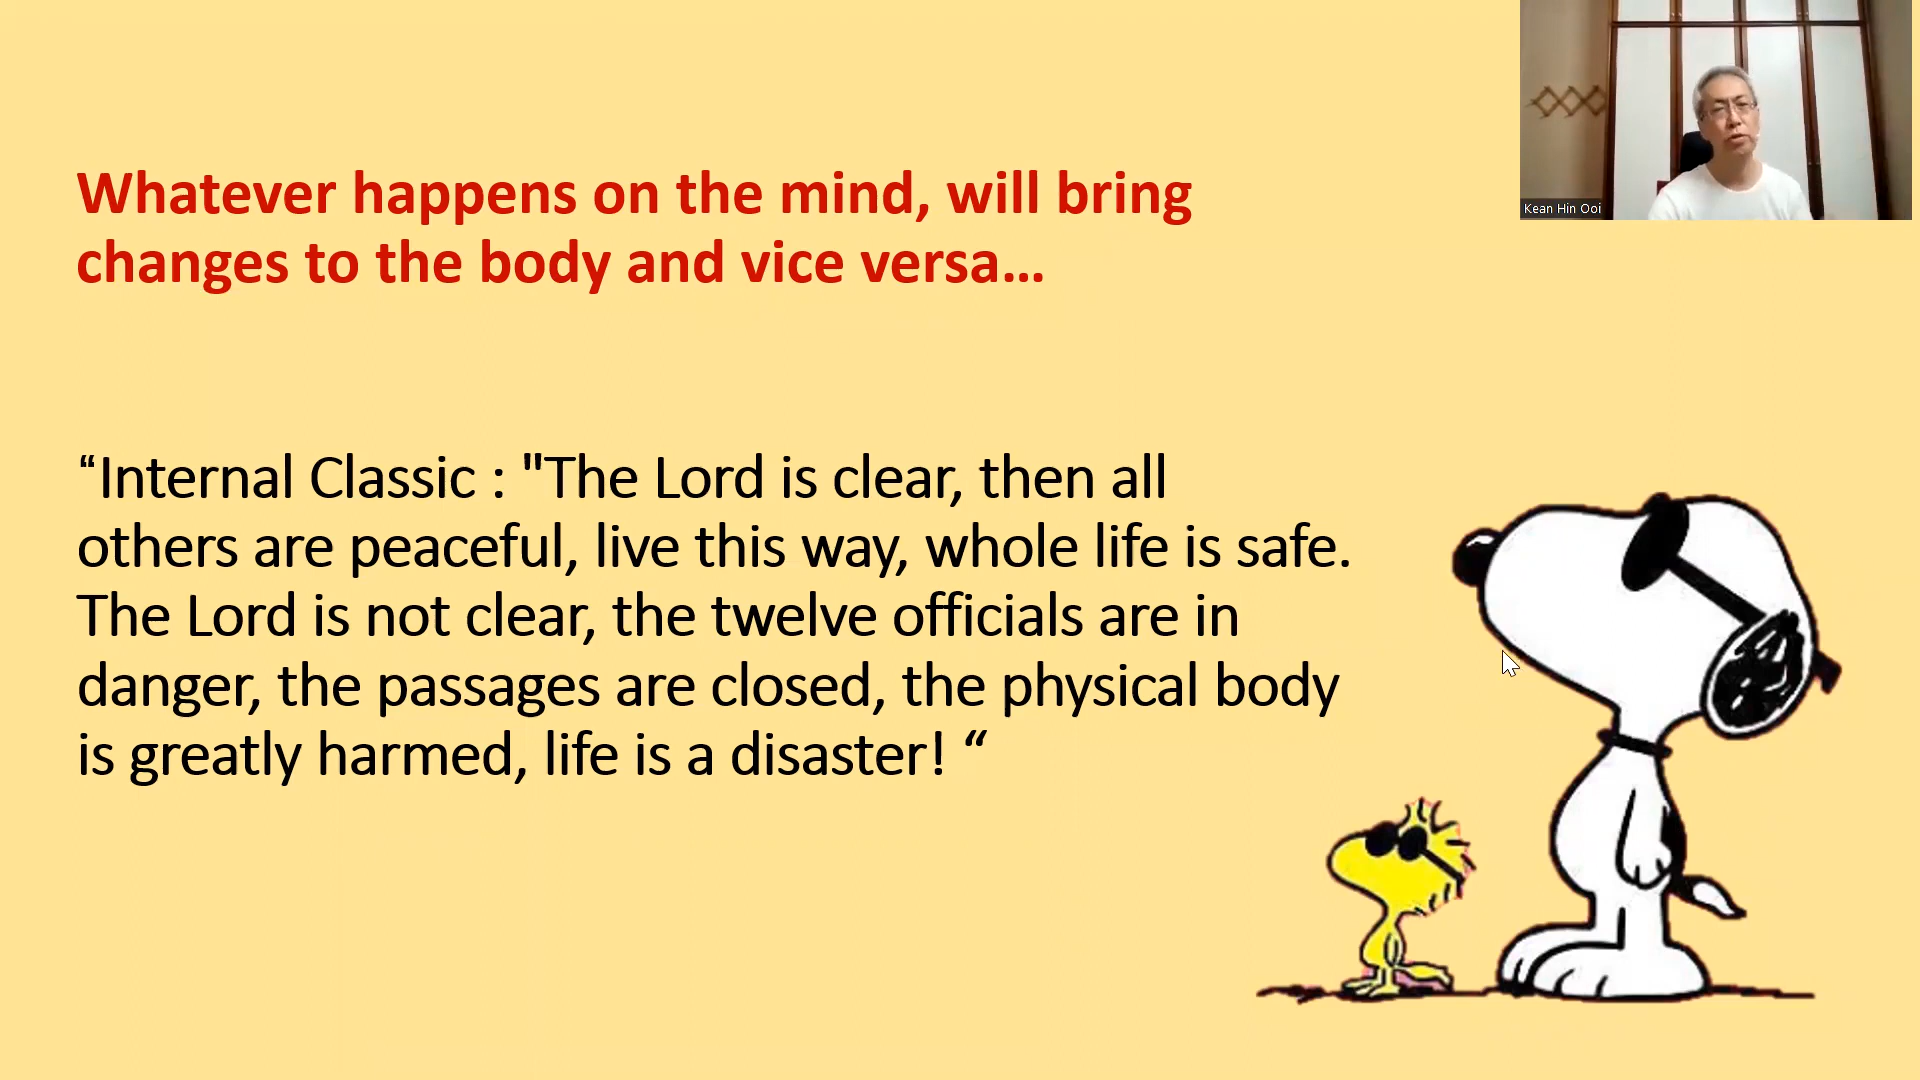 Kean Hin Ooi
Whatever happens on the mind, will bring
changes to the body and vice versa…
“Internal Classic : "The Lord is clear, then all
others are peaceful, live this way, whole life is safe.
The Lord is not clear, the twelve officials are in
danger, the passages are closed, the physical body
is greatly harmed, life is a disaster! “